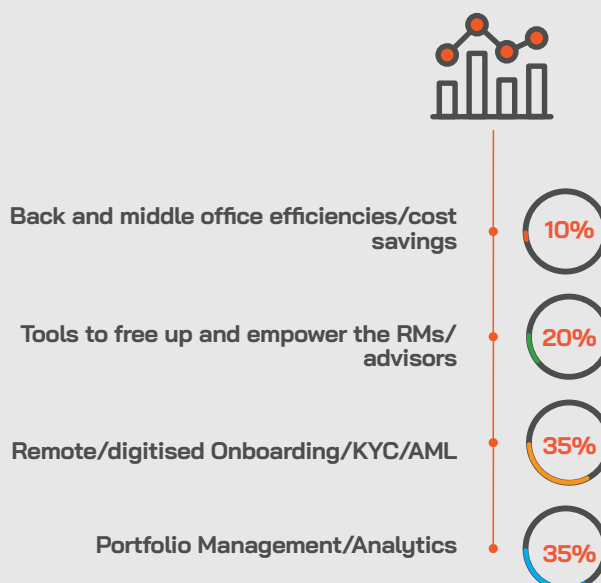 Back and middle office efficiencies/cost
savings
10%
Tools to free up and empower the RMs/
advisors
20%
Remote/digitised Onboarding/KYC/AML
35%
Portfolio Management/Analytics
35%